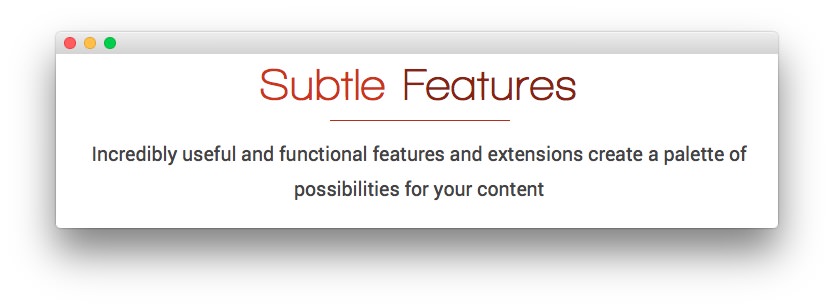 Subtle Features
Incredibly useful and functional features and extensions create a palette of
possibilities for your content